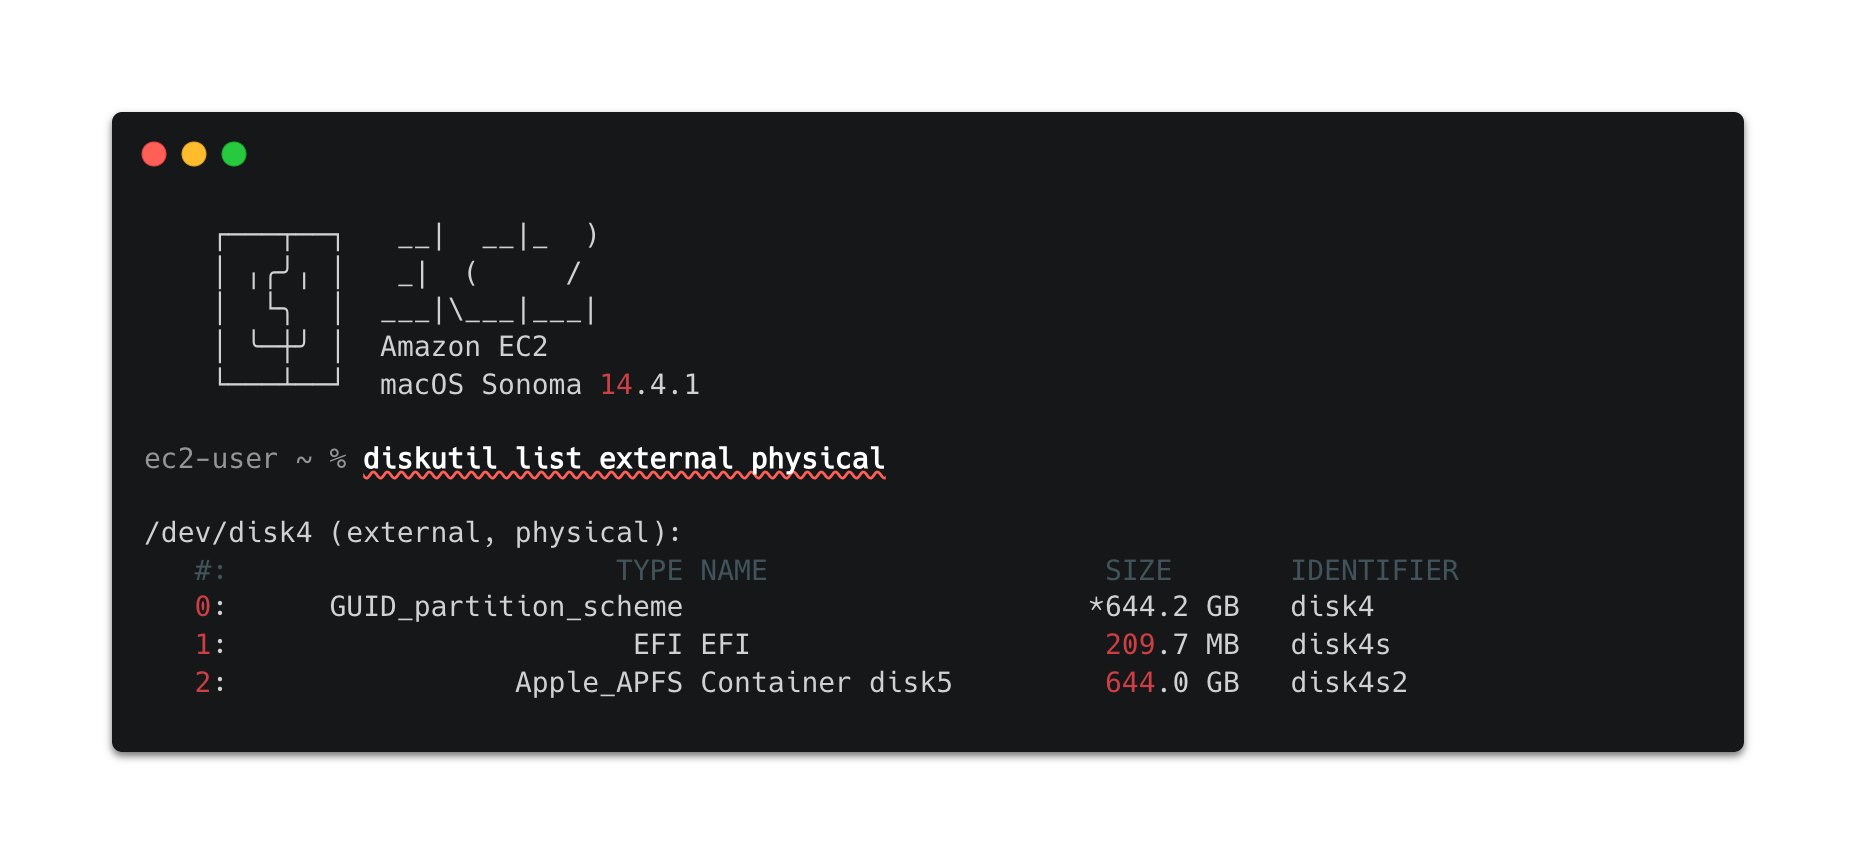 ┌───┬──┐   __|  __|_  )
│ ╷╭╯╷ │   _|  (     /
│  └╮  │  ___|\___|___|
│ ╰─┼╯ │  Amazon EC2
└───┴──┘  macOS Sonoma 14.4.1
ec2-user ~ % diskutil list external physical
/dev/disk4 (external, physical):
#: TYPE NAME SIZE IDENTIFIER
0: GUID_partition_scheme *644.2 GB disk4
1: EFI EFI 209.7 MB disk4s
2: Apple_APFS Container disk5 644.0 GB disk4s2